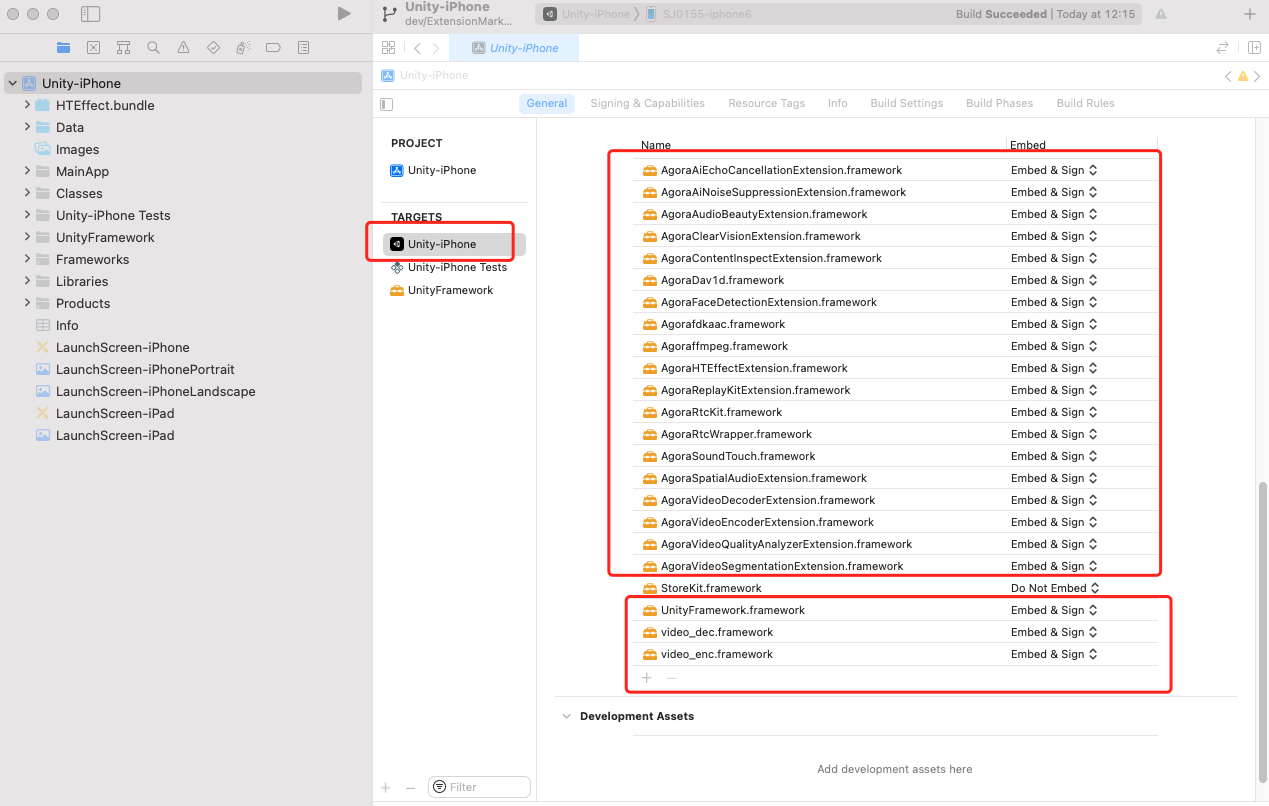 Unity-iPhone
dev/ExtensionMark...
Unity-iPhone
SJ0155-iphone6
Build Succeeded | Today at 12:15
Unity-iPhone
Unity-iPhone
General
Signing & Capabilities
Resource Tags
Info
Build Settings
Build Phases
Build Rules
Unity-iPhone
HTEffect.bundle
Data
Images
MainApp
Classes
Unity-iPhone Tests
UnityFramework
Frameworks
Libraries
Products
Info
LaunchScreen-iPhone
LaunchScreen-iPhonePortrait
LaunchScreen-iPhoneLandscape
LaunchScreen-iPad
LaunchScreen-iPad
PROJECT
Unity-iPhone
TARGETS
Unity-iPhone
Unity-iPhone Tests
UnityFramework
Filter
Name Embed
AgoraAiEchoCancellationExtension.framework Embed & Sign
AgoraAiNoiseSuppressionExtension.framework Embed & Sign
AgoraAudioBeautyExtension.framework Embed & Sign
AgoraClearVisionExtension.framework Embed & Sign
AgoraContentInspectExtension.framework Embed & Sign
AgoraDav1d.framework Embed & Sign
AgoraFaceDetectionExtension.framework Embed & Sign
Agorafdkaac.framework Embed & Sign
Agoraffmpeg.framework Embed & Sign
AgoraHTEffectExtension.framework Embed & Sign
AgoraReplayKitExtension.framework Embed & Sign
AgoraRtcKit.framework Embed & Sign
AgoraRtcWrapper.framework Embed & Sign
AgoraSoundTouch.framework Embed & Sign
AgoraSpatialAudioExtension.framework Embed & Sign
AgoraVideoDecoderExtension.framework Embed & Sign
AgoraVideoEncoderExtension.framework Embed & Sign
AgoraVideoQualityAnalyzerExtension.framework Embed & Sign
AgoraVideoSegmentationExtension.framework Embed & Sign
StoreKit.framework Do Not Embed
UnityFramework.framework Embed & Sign
video_dec.framework Embed & Sign
video_enc.framework Embed & Sign
Development Assets
Add development assets here